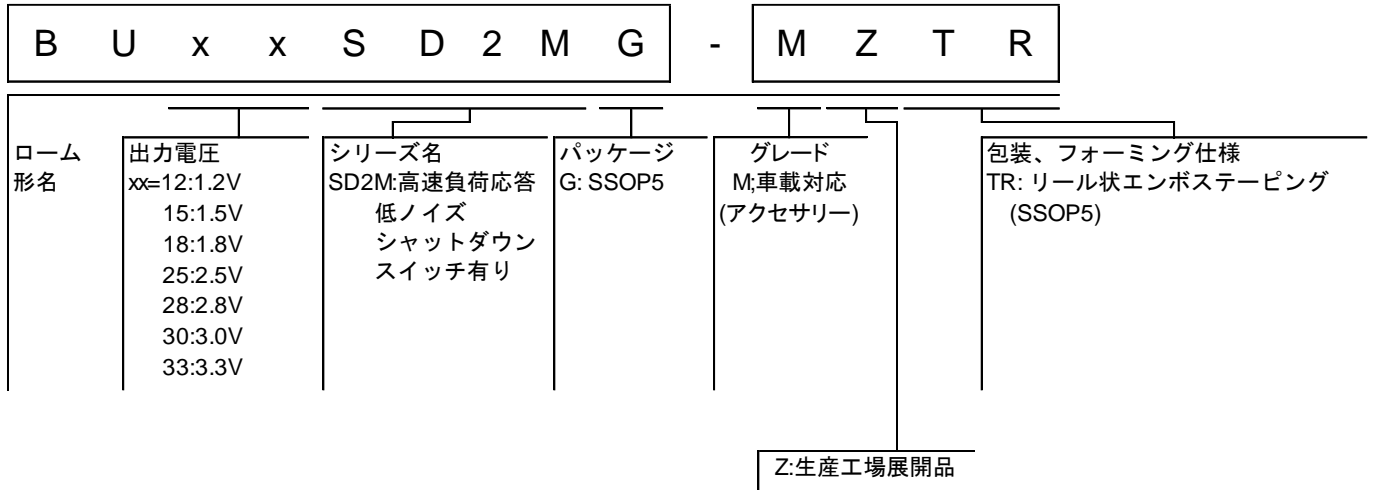 B U x x S D 2 M G - M Z T R
ローム
形名
出力電圧
xx=12:1.2V
15:1.5V
18:1.8V
25:2.5V
28:2.8V
30:3.0V
33:3.3V
シリーズ名
SD2M:高速負荷応答
低ノイズ
シャットダウン
スイッチ有り
パッケージ
G: SSOP5
グレード
M;車載対応
(アクセサリー)
包装、フォーミング仕様
TR: リール状エンボステーピング
(SSOP5)
Z:生産工場展開品